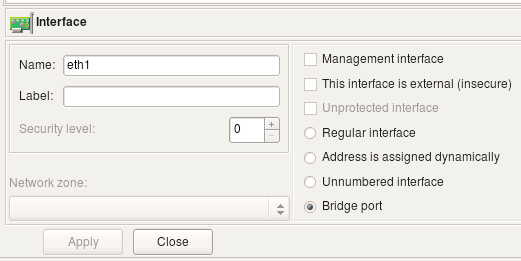 Interface
Name: eth1
Label:
Security level: 0
Network zone:
Management interface
This interface is external (insecure)
Unprotected interface
Regular interface
Address is assigned dynamically
Unnumbered interface
Bridge port
Apply Close